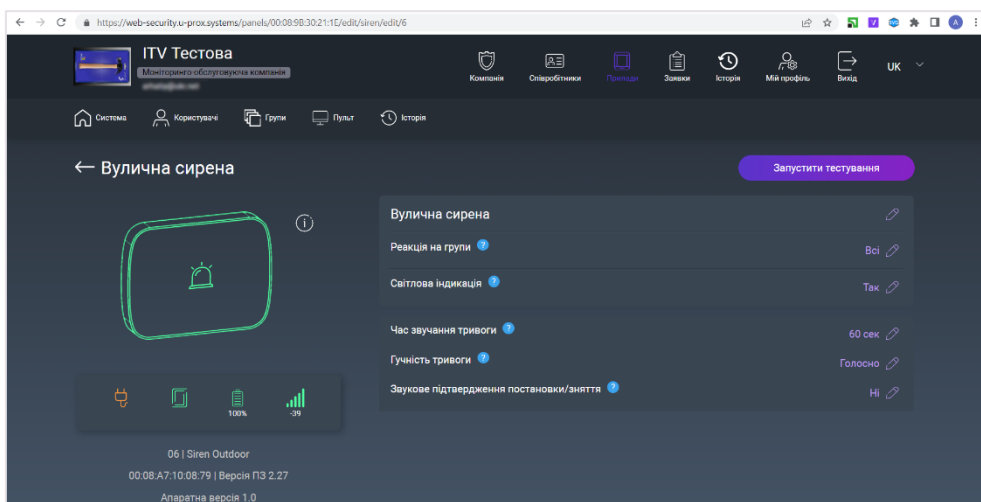 https://web-security.u-prox.systems/panels/00:08:9B:30:21:1E/edit/siren/edit/6
ITV Тестова
Моніторинго-обслуговуюча компанія
Компанія Співробітники Прилади Заявки Історія Мій профіль Вихід UK
Система Користувачі Групи Пульт Історія
← Вулична сирена
Запустити тестування
Вулична сирена
Реакція на групи ? Всі
Світлова індикація ? Так
Час звучання тривоги ? 60 сек
Гучність тривоги ? Голосно
Звукове підтвердження постановки/зняття ? Ні
100% -39
06 | Siren Outdoor
00:08:A7:10:08:79 | Версія ПЗ 2.27
Апаратна версія 1.0